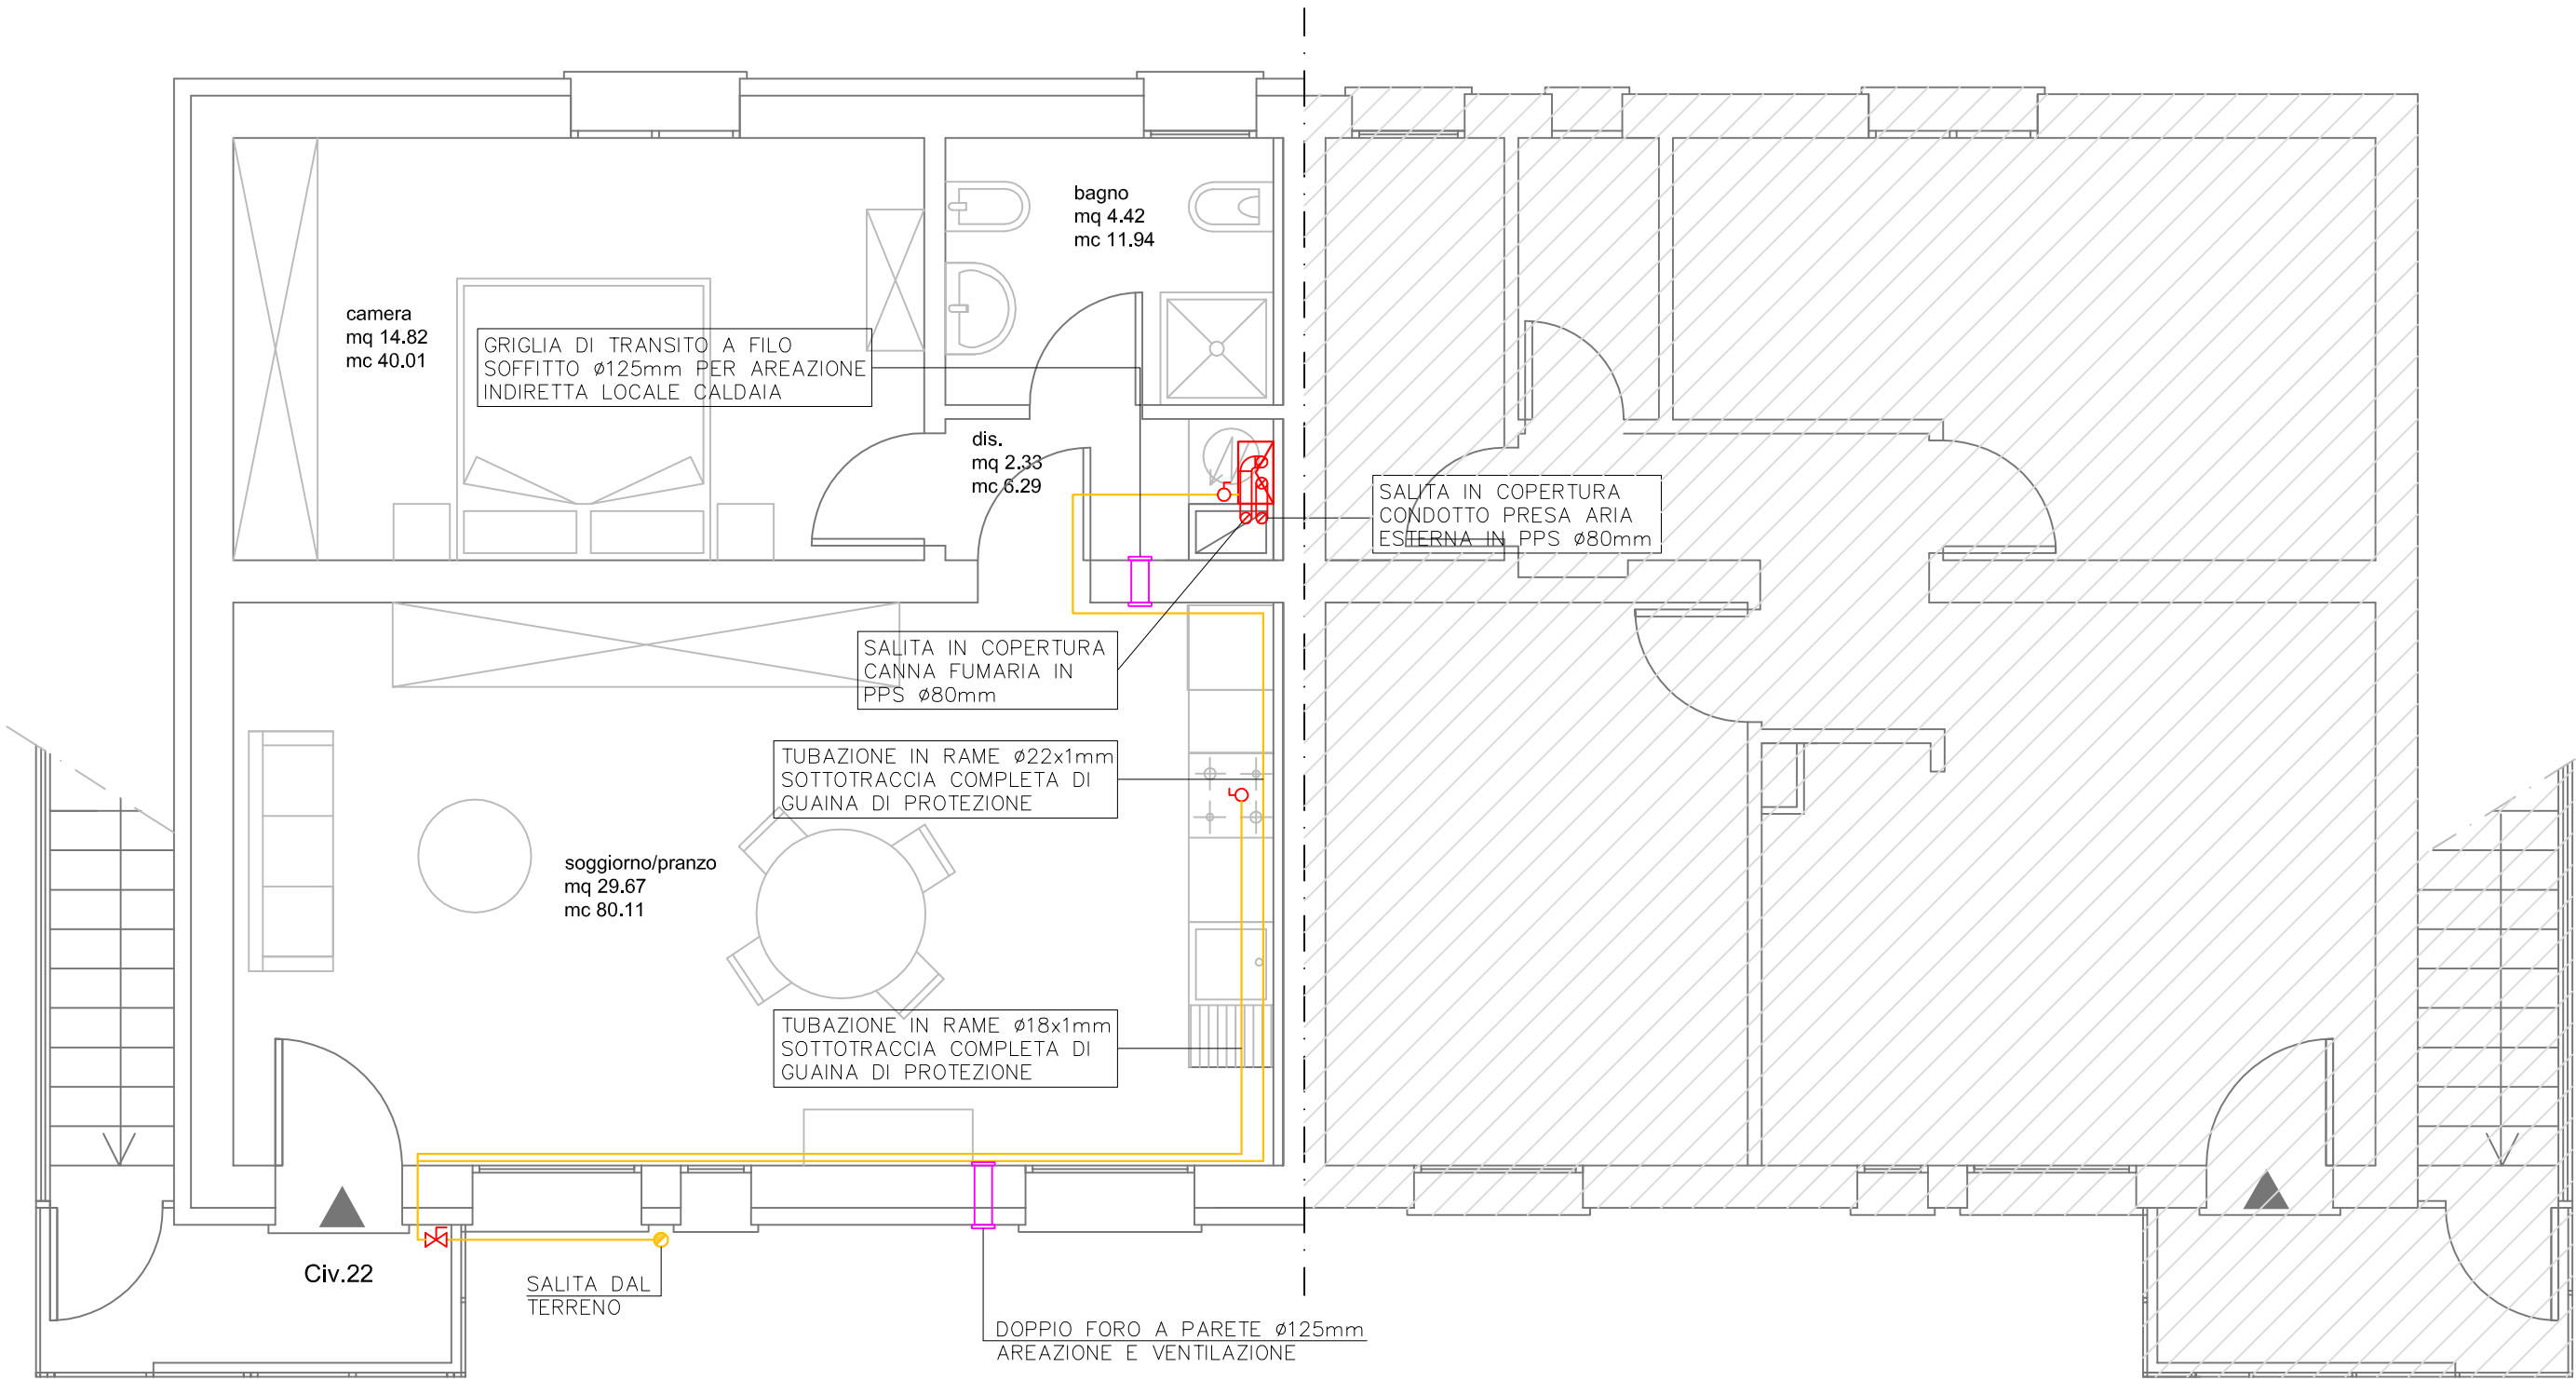 bagno
mq 4.42
mc 11.94
camera
mq 14.82
mc 40.01
GRIGLIA DI TRANSITO A FILO
SOFFITTO ø125mm PER AREAZIONE
INDIRETTA LOCALE CALDAIA
dis.
mq 2.33
mc 6.29
SALITA IN COPERTURA
CONDOTTO PRESA ARIA
ESTERNA IN PPS ø80mm
SALITA IN COPERTURA
CANNA FUMARIA IN
PPS ø80mm
TUBAZIONE IN RAME ø22x1mm
SOTTOTRACCIA COMPLETA DI
GUAINA DI PROTEZIONE
soggiorno/pranzo
mq 29.67
mc 80.11
TUBAZIONE IN RAME ø18x1mm
SOTTOTRACCIA COMPLETA DI
GUAINA DI PROTEZIONE
Civ.22
SALITA DAL
TERRENO
DOPPIO FORO A PARETE ø125mm
AREAZIONE E VENTILAZIONE